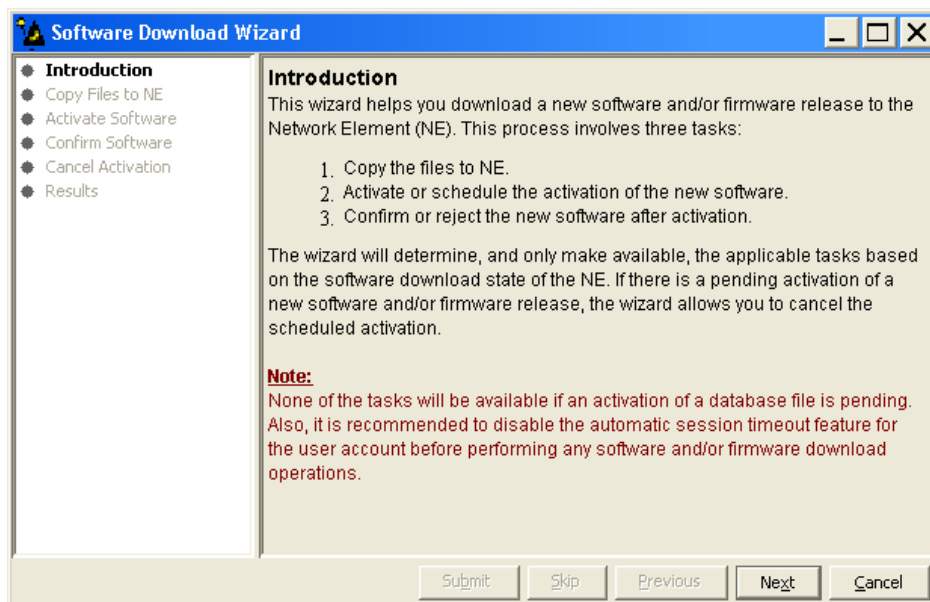 Software Download Wizard
Introduction
Copy Files to NE
Activate Software
Confirm Software
Cancel Activation
Results
Introduction
This wizard helps you download a new software and/or firmware release to the
Network Element (NE). This process involves three tasks:
1. Copy the files to NE.
2. Activate or schedule the activation of the new software.
3. Confirm or reject the new software after activation.
The wizard will determine, and only make available, the applicable tasks based
on the software download state of the NE. If there is a pending activation of a
new software and/or firmware release, the wizard allows you to cancel the
scheduled activation.
Note:
None of the tasks will be available if an activation of a database file is pending.
Also, it is recommended to disable the automatic session timeout feature for
the user account before performing any software and/or firmware download
operations.
Submit
Skip
Previous
Next
Cancel